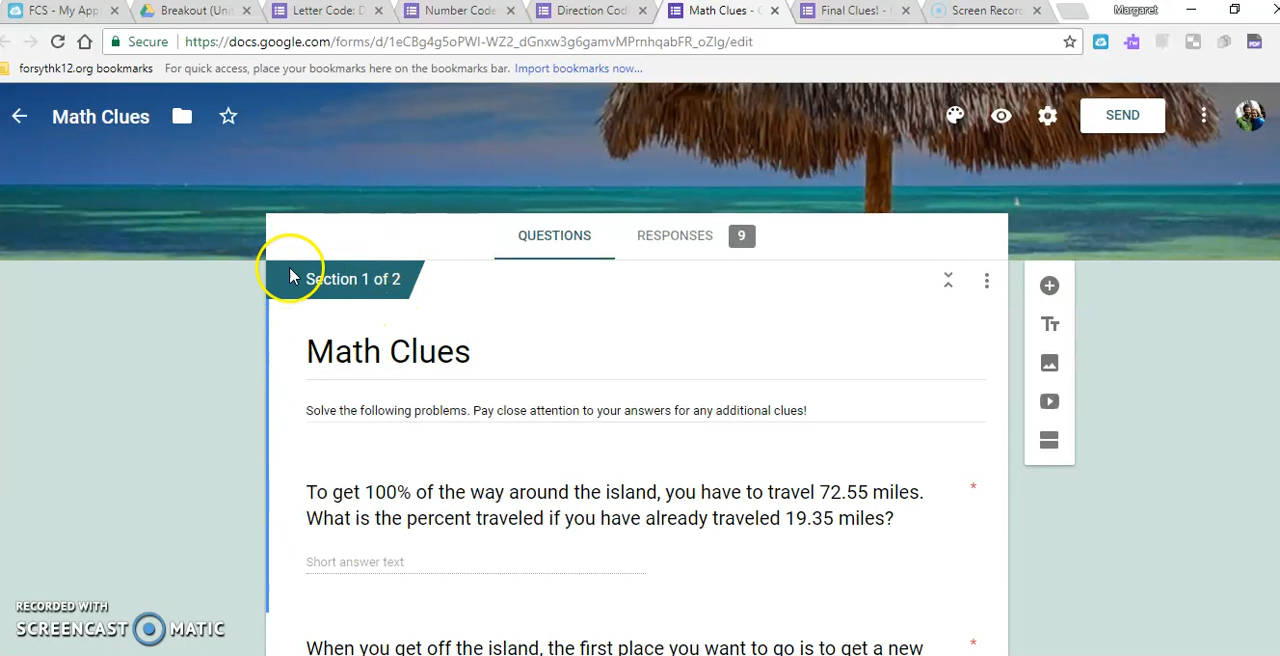 FCS - My App
Breakout (Unit
Letter Code: D
Number Code
Direction Cod
Math Clues - G
Final Clues! -
Screen Record
Margaret
Secure
https://docs.google.com/forms/d/1eCBg4g5oPWI-WZ2_dGnxw3g6gamvMPrnhqabFR_oZIg/edit
forsythk12.org bookmarks
For quick access, place your bookmarks here on the bookmarks bar. Import bookmarks now...
Math Clues
SEND
QUESTIONS
RESPONSES
9
Section 1 of 2
Math Clues
Solve the following problems. Pay close attention to your answers for any additional clues!
To get 100% of the way around the island, you have to travel 72.55 miles. *
What is the percent traveled if you have already traveled 19.35 miles?
Short answer text
When you get off the island, the first place you want to go is to get a new *
RECORDED WITH
SCREENCAST MATIC